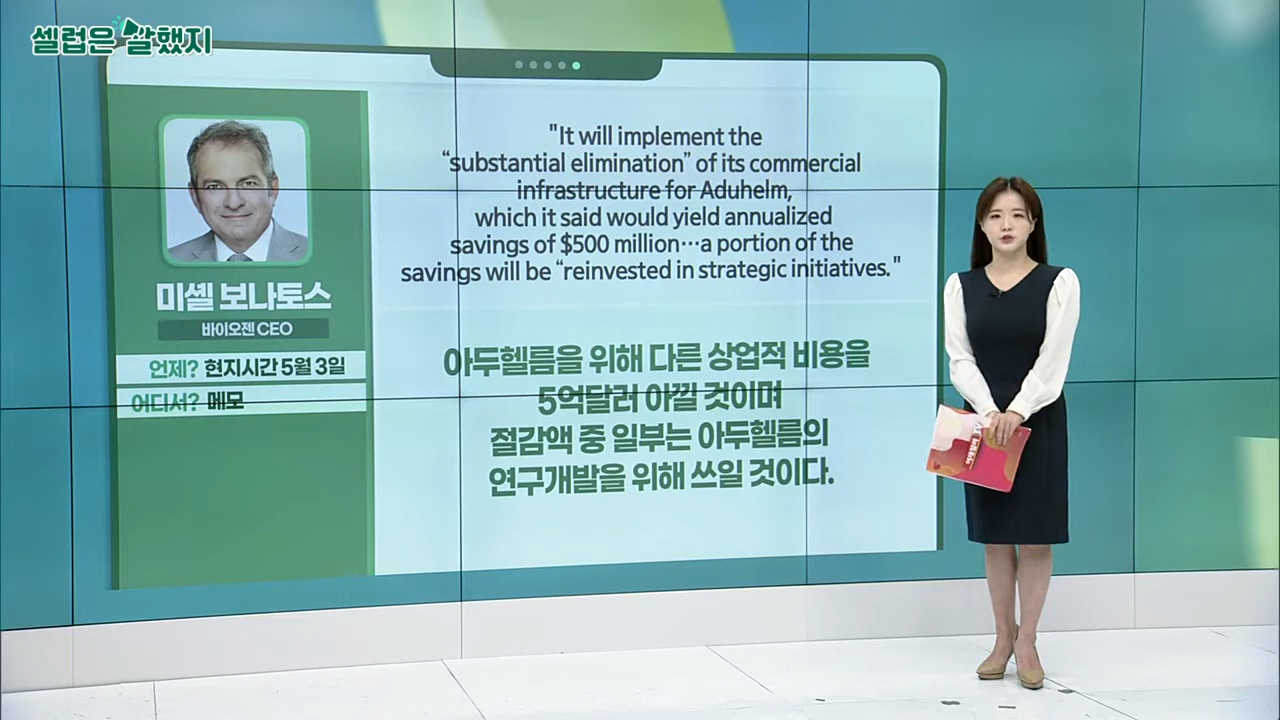 셀럽은 쌀했지
"It will implement the
“substantial elimination” of its commercial
infrastructure for Aduhelm,
which it said would yield annualized
savings of $500 million…a portion of the
savings will be “reinvested in strategic initiatives."
미셸 보나토스
바이오젠 CEO
언제? 현지시간 5월 3일
어디서? 메모
아두헬름을 위해 다른 상업적 비용을
5억달러 아낄 것이며
절감액 중 일부는 아두헬름의
연구개발을 위해 쓰일 것이다.